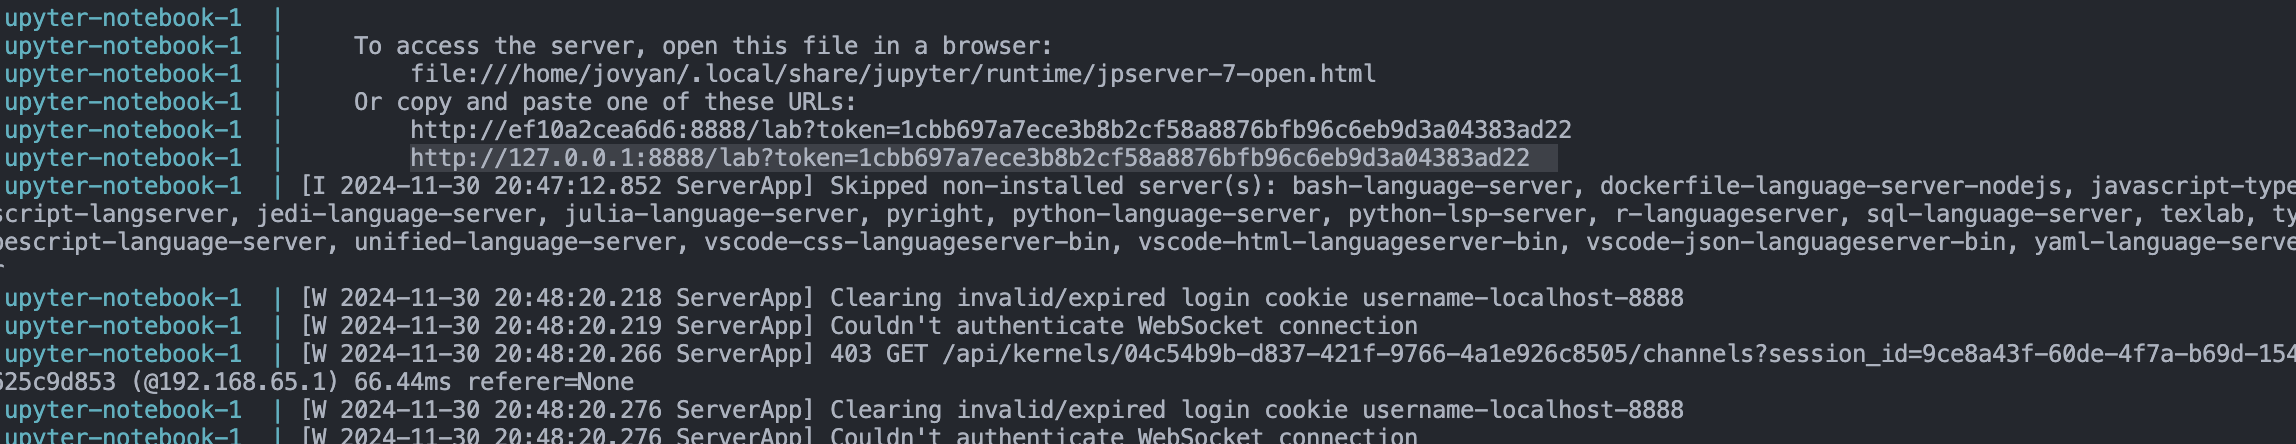 upyter-notebook-1  |
upyter-notebook-1  |     To access the server, open this file in a browser:
upyter-notebook-1  |         file:///home/jovyan/.local/share/jupyter/runtime/jpserver-7-open.html
upyter-notebook-1  |     Or copy and paste one of these URLs:
upyter-notebook-1  |         http://ef10a2cea6d6:8888/lab?token=1cbb697a7ece3b8b2cf58a8876bfb96c6eb9d3a04383ad22
upyter-notebook-1  |         http://127.0.0.1:8888/lab?token=1cbb697a7ece3b8b2cf58a8876bfb96c6eb9d3a04383ad22
upyter-notebook-1  | [I 2024-11-30 20:47:12.852 ServerApp] Skipped non-installed server(s): bash-language-server, dockerfile-language-server-nodejs, javascript-type
script-langserver, jedi-language-server, julia-language-server, pyright, python-language-server, python-lsp-server, r-languageserver, sql-language-server, texlab, ty
pescript-language-server, unified-language-server, vscode-css-languageserver-bin, vscode-html-languageserver-bin, vscode-json-languageserver-bin, yaml-language-serve
r
upyter-notebook-1  | [W 2024-11-30 20:48:20.218 ServerApp] Clearing invalid/expired login cookie username-localhost-8888
upyter-notebook-1  | [W 2024-11-30 20:48:20.219 ServerApp] Couldn't authenticate WebSocket connection
upyter-notebook-1  | [W 2024-11-30 20:48:20.266 ServerApp] 403 GET /api/kernels/04c54b9b-d837-421f-9766-4a1e926c8505/channels?session_id=9ce8a43f-60de-4f7a-b69d-154
625c9d853 (@192.168.65.1) 66.44ms referer=None
upyter-notebook-1  | [W 2024-11-30 20:48:20.276 ServerApp] Clearing invalid/expired login cookie username-localhost-8888
upyter-notebook-1  | [W 2024-11-30 20:48:20.276 ServerApp] Couldn't authenticate WebSocket connection